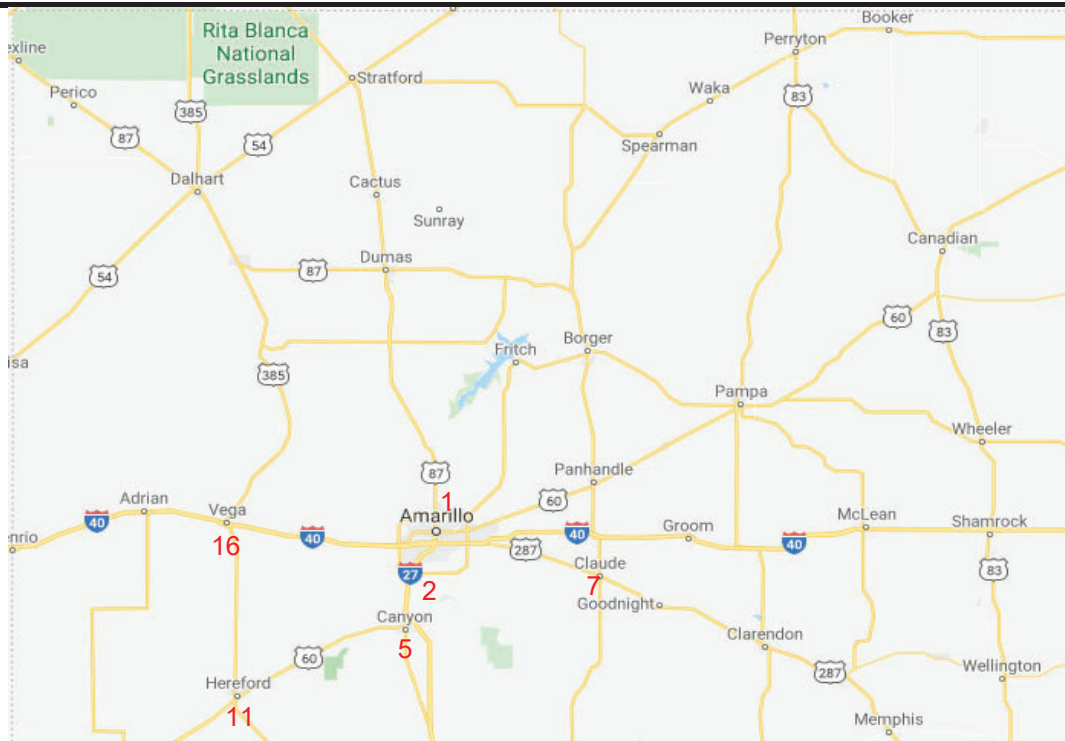 Booker
Rita Blanca
National
Grasslands
Perryton
exline
Stratford
Perico
Waka
385
83
87
54
Spearman
Dalhart
Cactus
Sunray
Canadian
Dumas
54
87
60
83
Borger
Fritch
isa
385
Pampa
Wheeler
87
Panhandle
Adrian
1
60
Vega
Amarillo
McLean
Shamrock
40
Groom
40
40
40
enrio
16
287
Claude
27
83
2
7
Goodnight
Canyon
Clarendon
5
60
287
Wellington
Hereford
11
Memphis